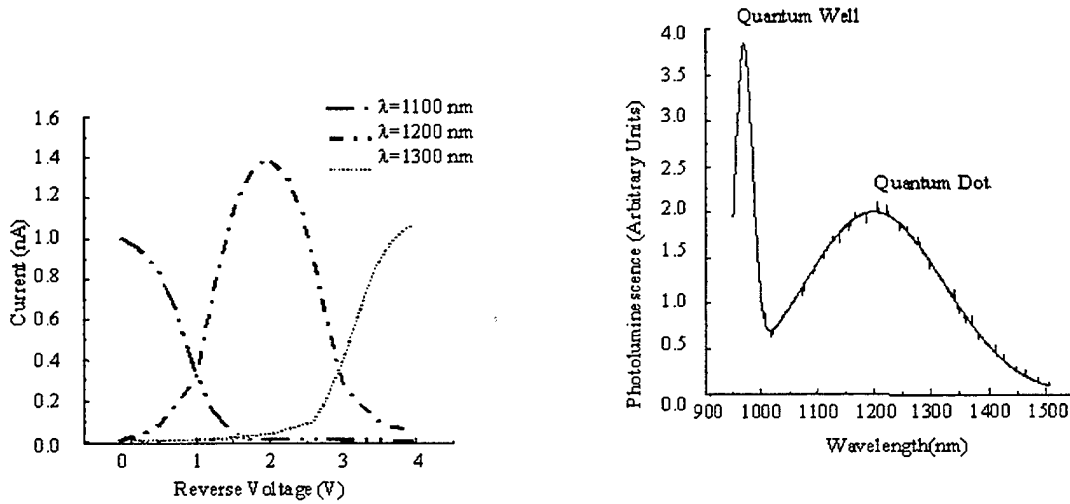 λ=1100 nm
λ=1200 nm
λ=1300 nm
1.6
1.4
1.2
1.0
0.8
0.6
0.4
0.2
0.0
Current (nA)
0 1 2 3 4
Reverse Voltage (V)
Quantum Well
4.0
3.5
3.0
2.5
2.0
1.5
1.0
0.5
0.0
Photoluminescence (Arbitrary Units)
Quantum Dot
900 1000 1100 1200 1300 1400 1500
Wavelength(nm)